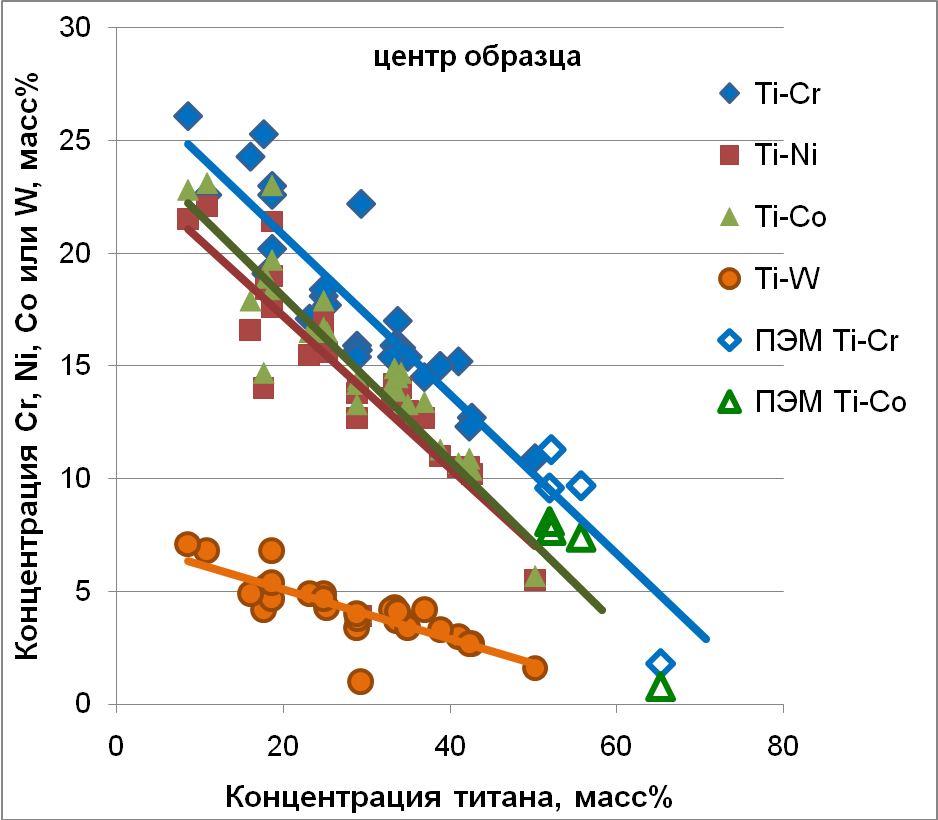 центр образца
Концентрация Cr, Ni, Co или W, масс%
30
25
20
15
10
5
0
0 20 40 60 80
Концентрация титана, масс%
Ti-Cr
Ti-Ni
Ti-Co
Ti-W
ПЭМ Ti-Cr
ПЭМ Ti-Co